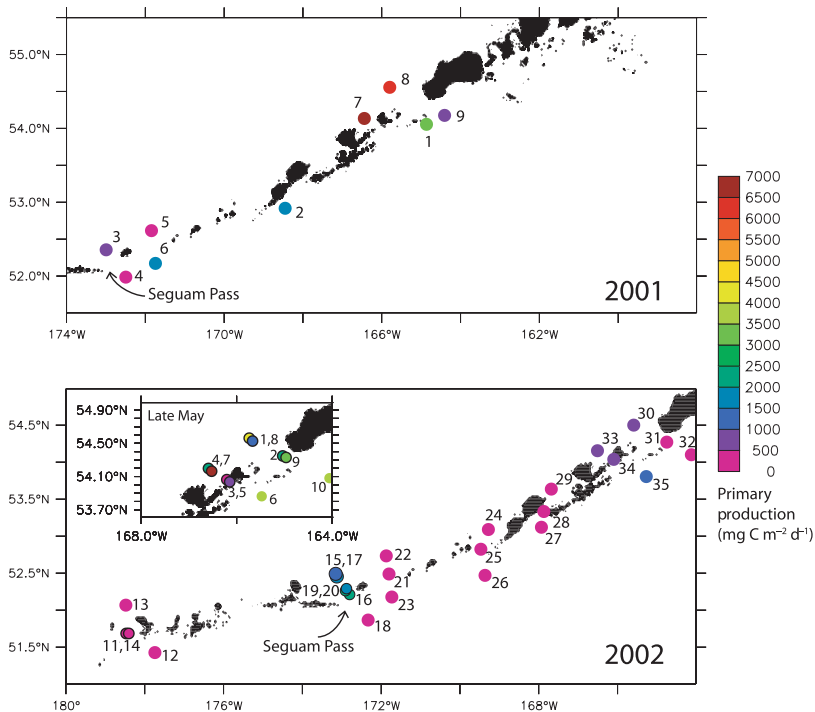 55.0°N
54.0°N
53.0°N
52.0°N
8
7
9
1
2
5
3
6
4
Seguam Pass
2001
174°W
170°W
166°W
162°W
7000
6500
6000
5500
5000
4500
4000
3500
3000
2500
2000
1500
1000
500
0
Primary
production
(mg C m⁻² d⁻¹)
54.5°N
53.5°N
52.5°N
51.5°N
54.90°N
54.50°N
54.10°N
53.70°N
Late May
1,8
2
9
4,7
3,5
6
10
168.0°W
164.0°W
30
31
32
33
34
35
29
24
28
27
25
26
22
15,17
21
19,20
16
23
13
18
11,14
12
Seguam Pass
2002
180°
176°W
172°W
168°W